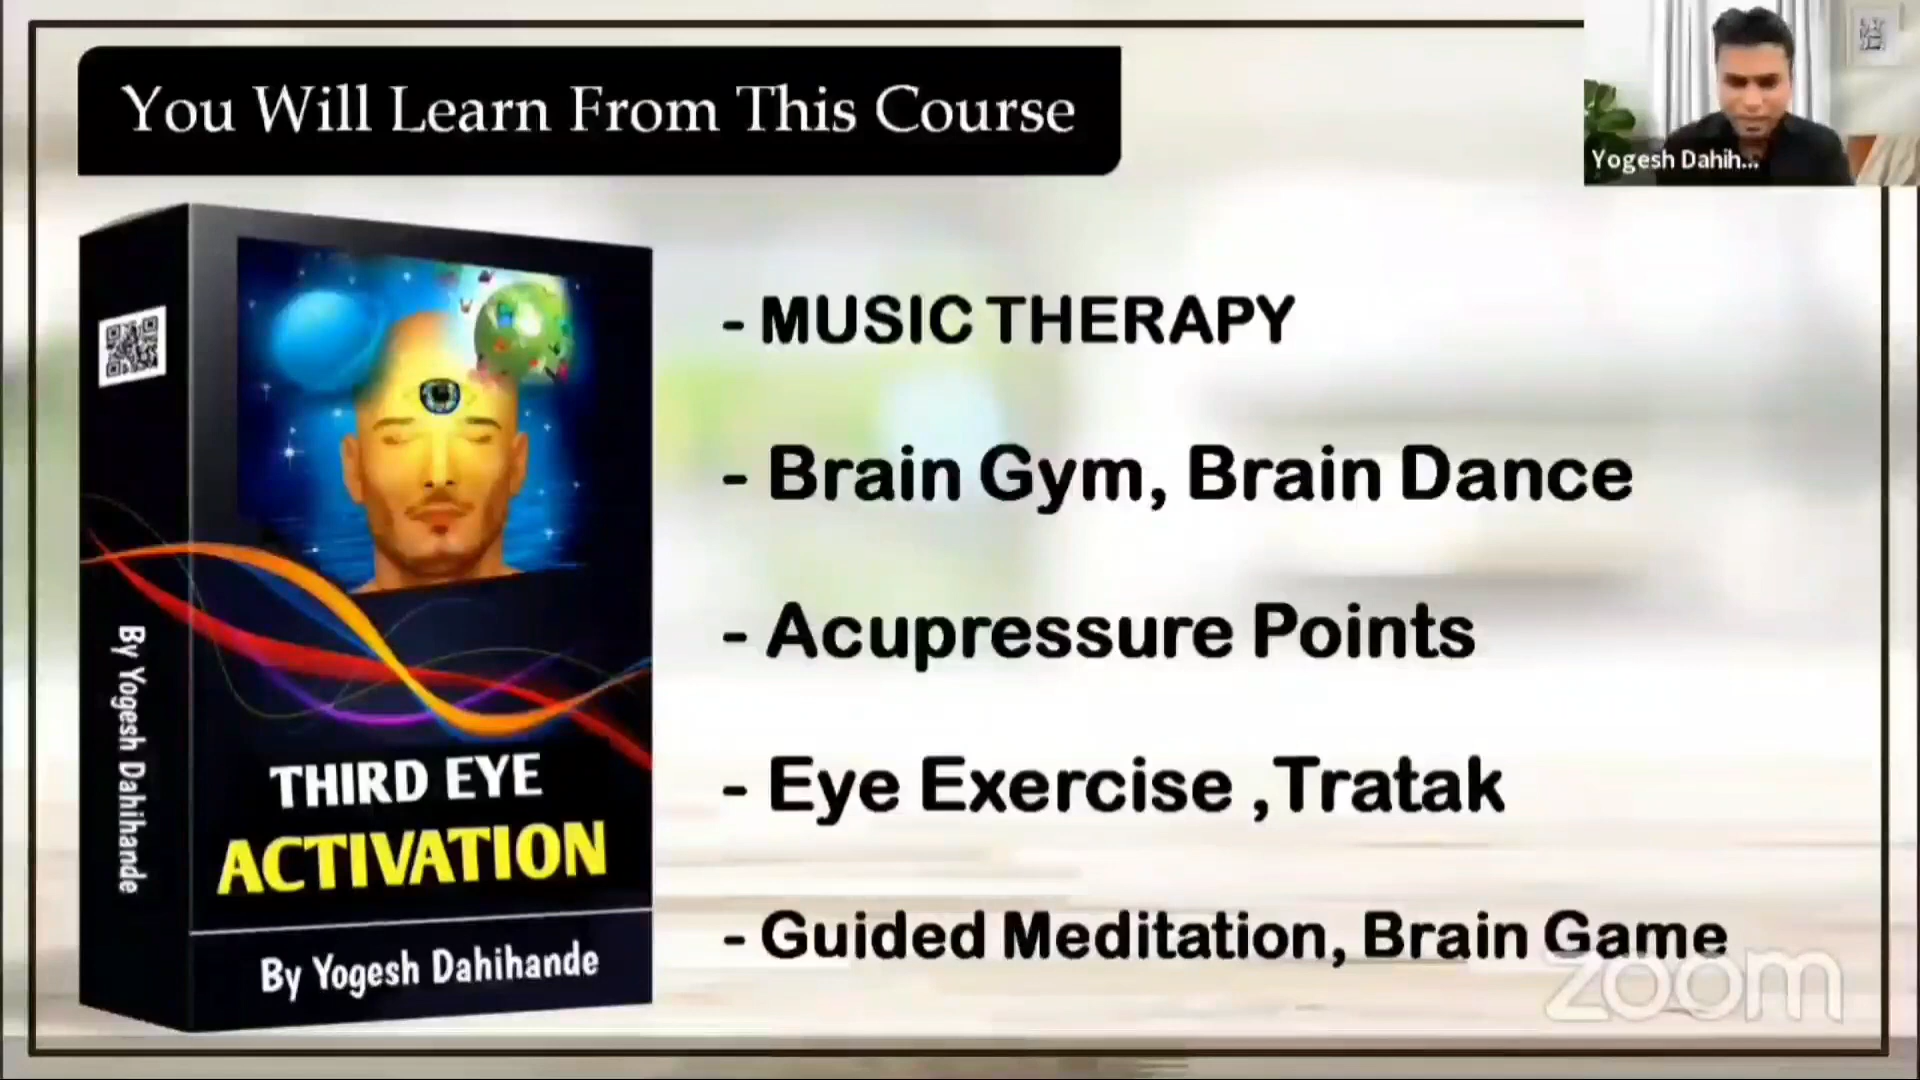 You Will Learn From This Course
Yogesh Dahih...
- MUSIC THERAPY
- Brain Gym, Brain Dance
- Acupressure Points
- Eye Exercise ,Tratak
- Guided Meditation, Brain Game
By Yogesh Dahihande
THIRD EYE
ACTIVATION
By Yogesh Dahihande
zoom